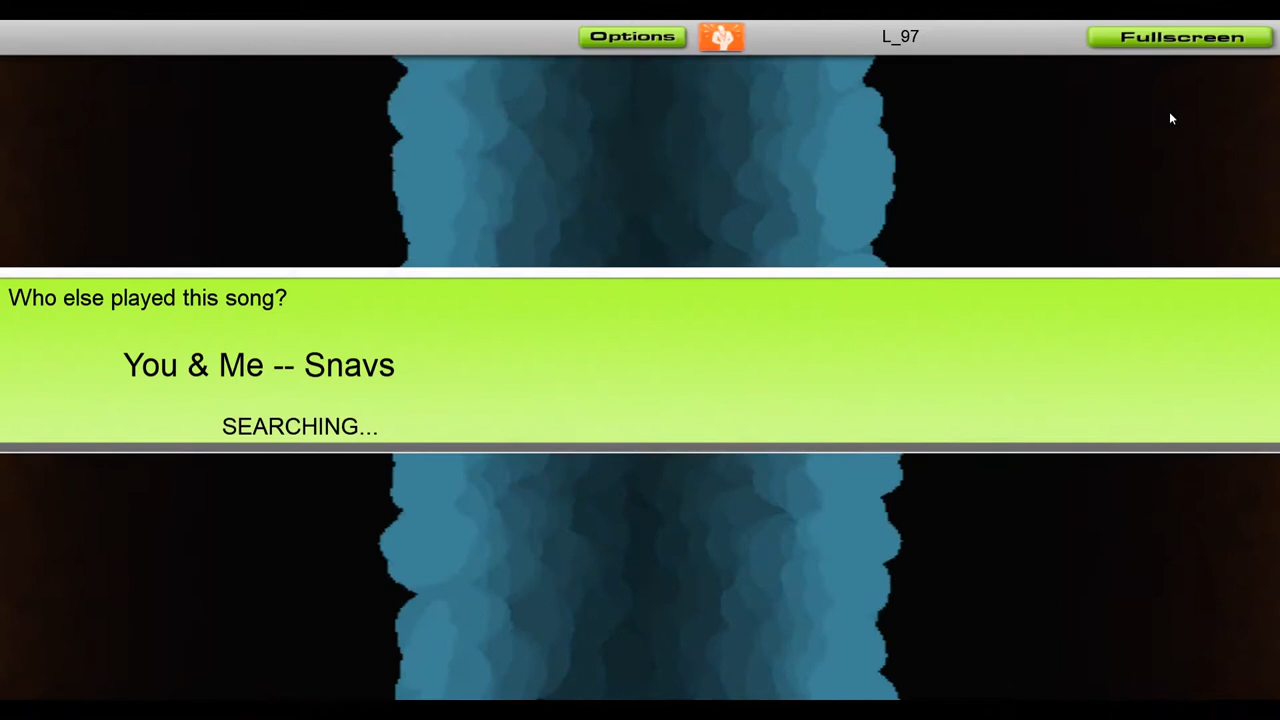 Options
L_97
Fullscreen
Who else played this song?
You & Me -- Snavs
SEARCHING...